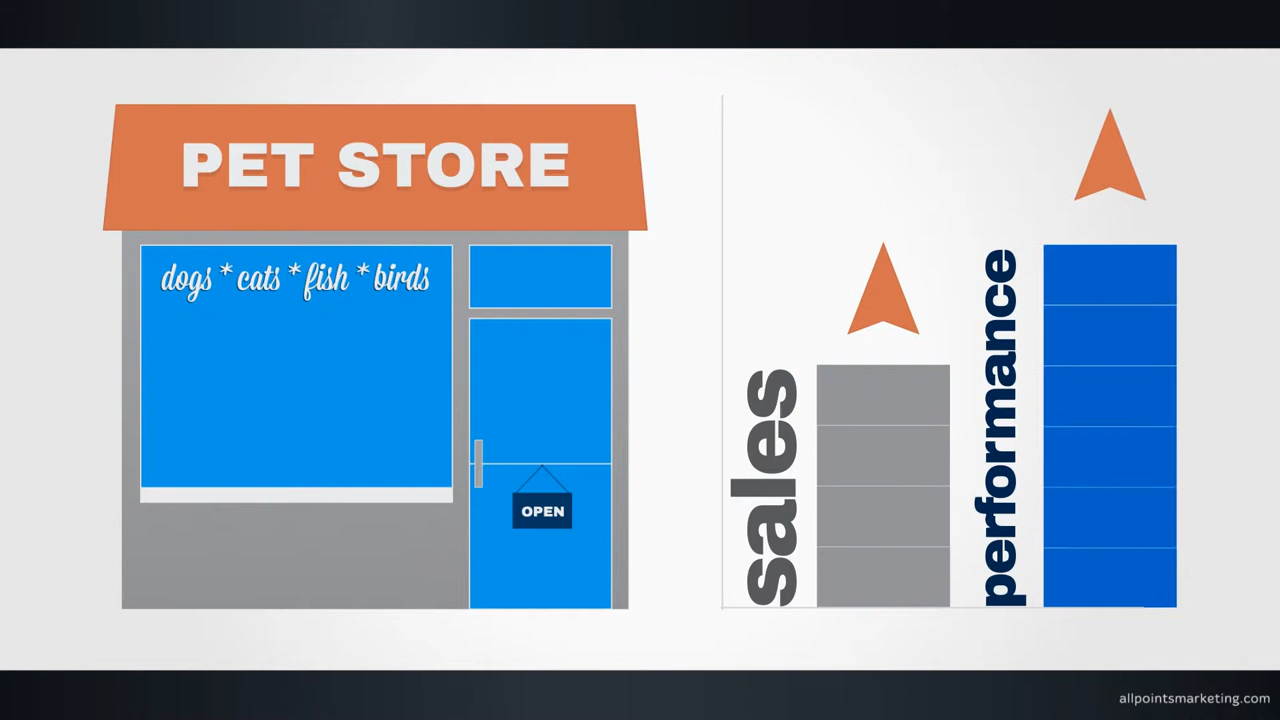 PET STORE
dogs * cats * fish * birds
OPEN
sales
performance
allpointsmarketing.com